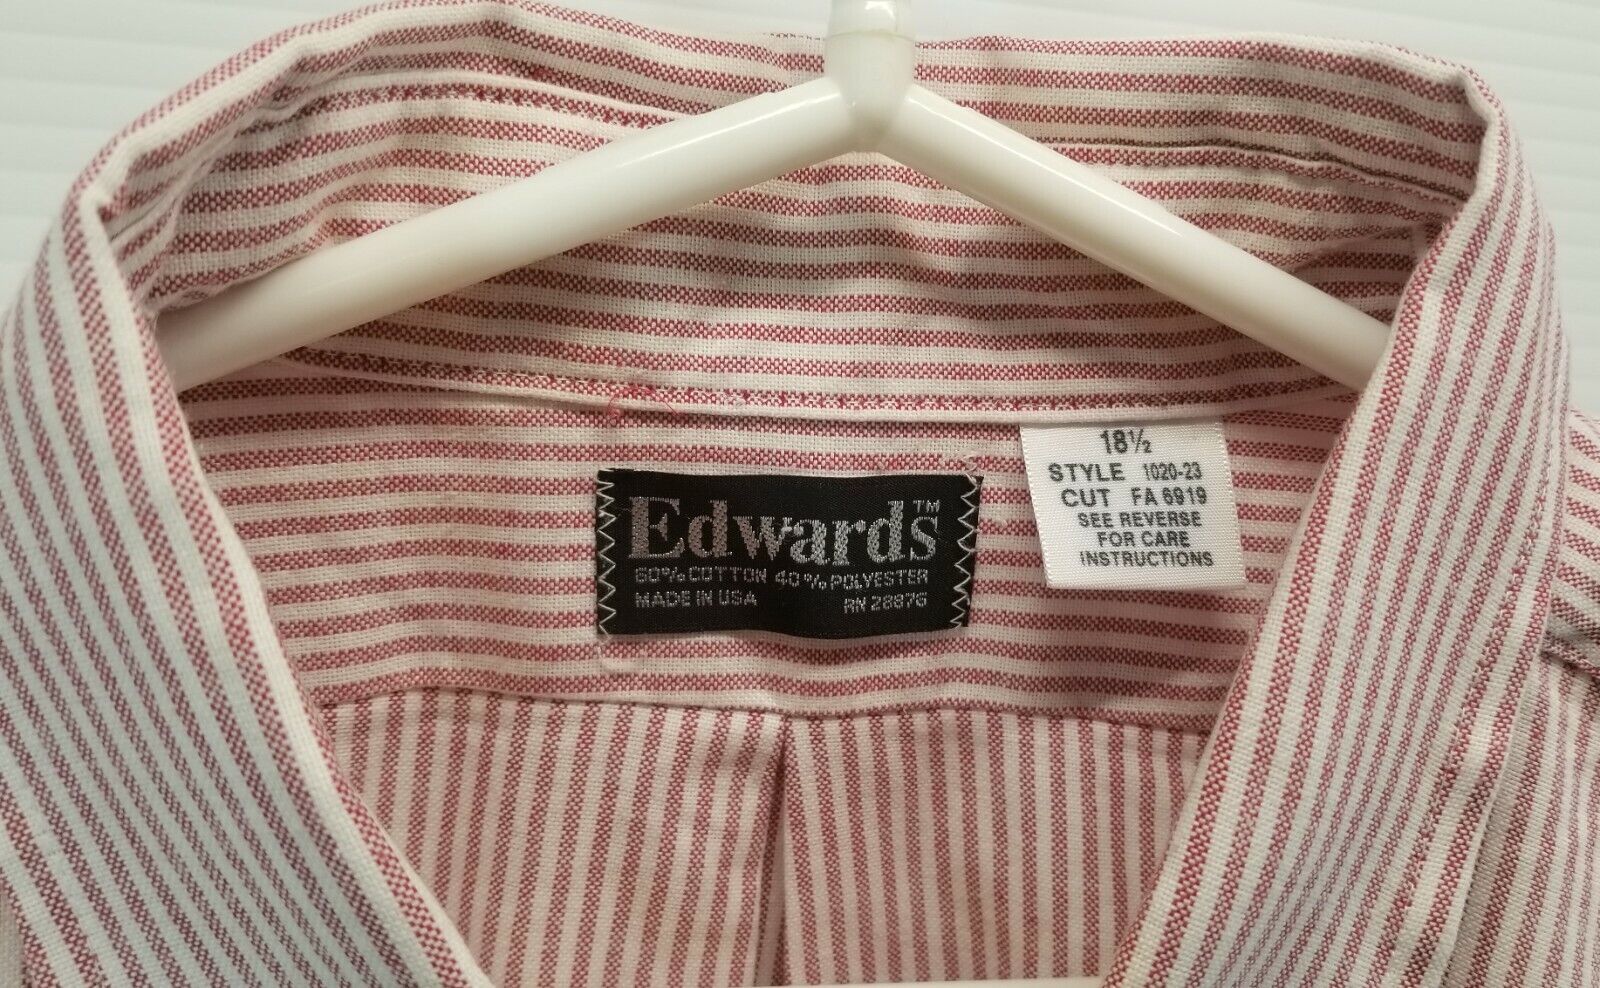 Edwards™
60% COTTON 40% POLYESTER
MADE IN USA RN 28876
18½
STYLE 1020-23
CUT FA 6919
SEE REVERSE
FOR CARE
INSTRUCTIONS